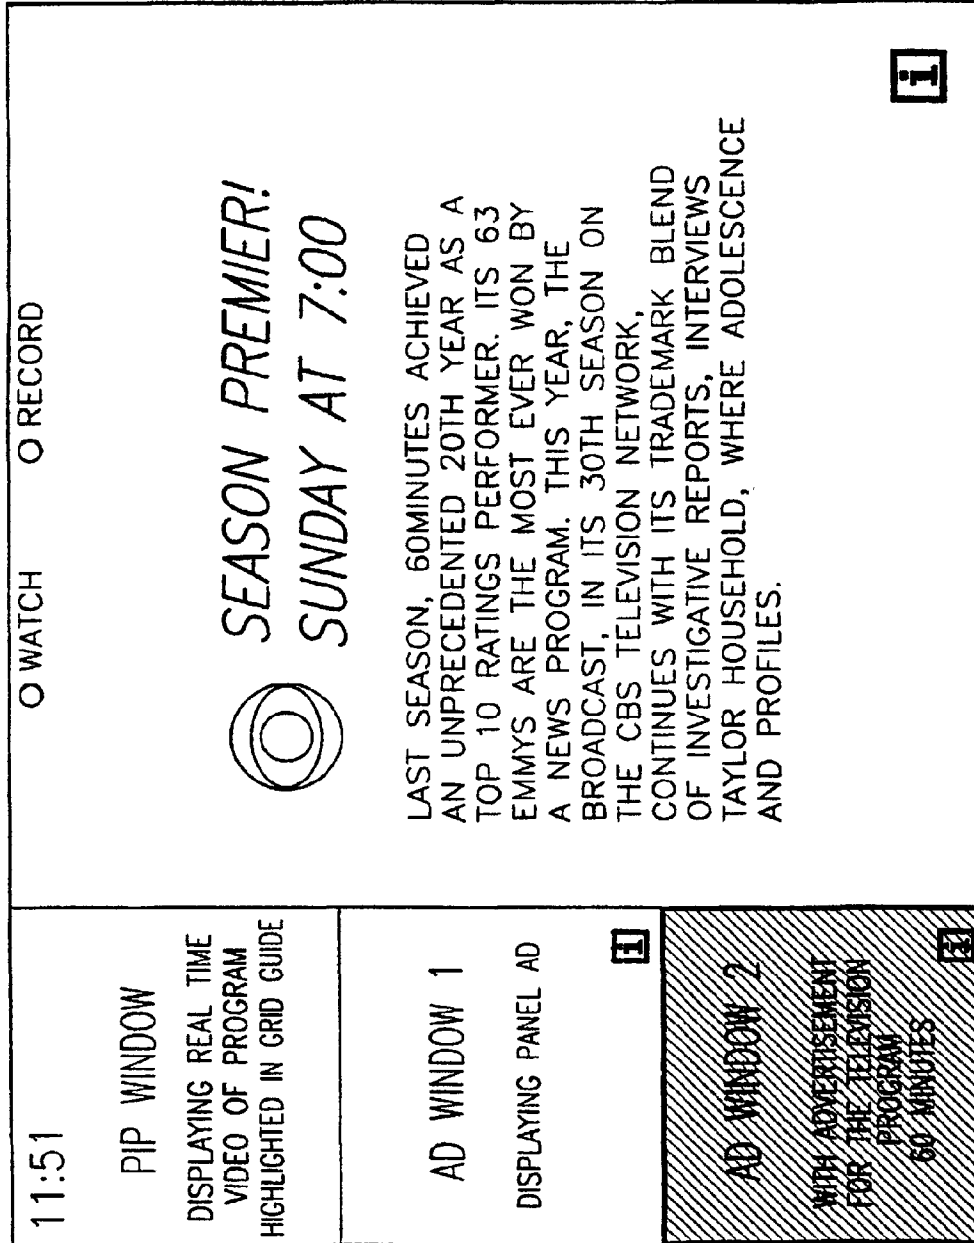 11:51
PIP WINDOW
DISPLAYING REAL TIME
VIDEO OF PROGRAM
HIGHLIGHTED IN GRID GUIDE
AD WINDOW 1
DISPLAYING PANEL AD
i
AD WINDOW 2
WITH ADVERTISEMENT
FOR THE TELEVISION
PROGRAM
60 MINUTES
i
O WATCH O RECORD
SEASON PREMIER!
SUNDAY AT 7:00
LAST SEASON, 60MINUTES ACHIEVED
AN UNPRECEDENTED 20TH YEAR AS A
TOP 10 RATINGS PERFORMER. ITS 63
EMMYS ARE THE MOST EVER WON BY
A NEWS PROGRAM. THIS YEAR, THE
BROADCAST, IN ITS 30TH SEASON ON
THE CBS TELEVISION NETWORK,
CONTINUES WITH ITS TRADEMARK BLEND
OF INVESTIGATIVE REPORTS, INTERVIEWS
TAYLOR HOUSEHOLD, WHERE ADOLESCENCE
AND PROFILES.
i